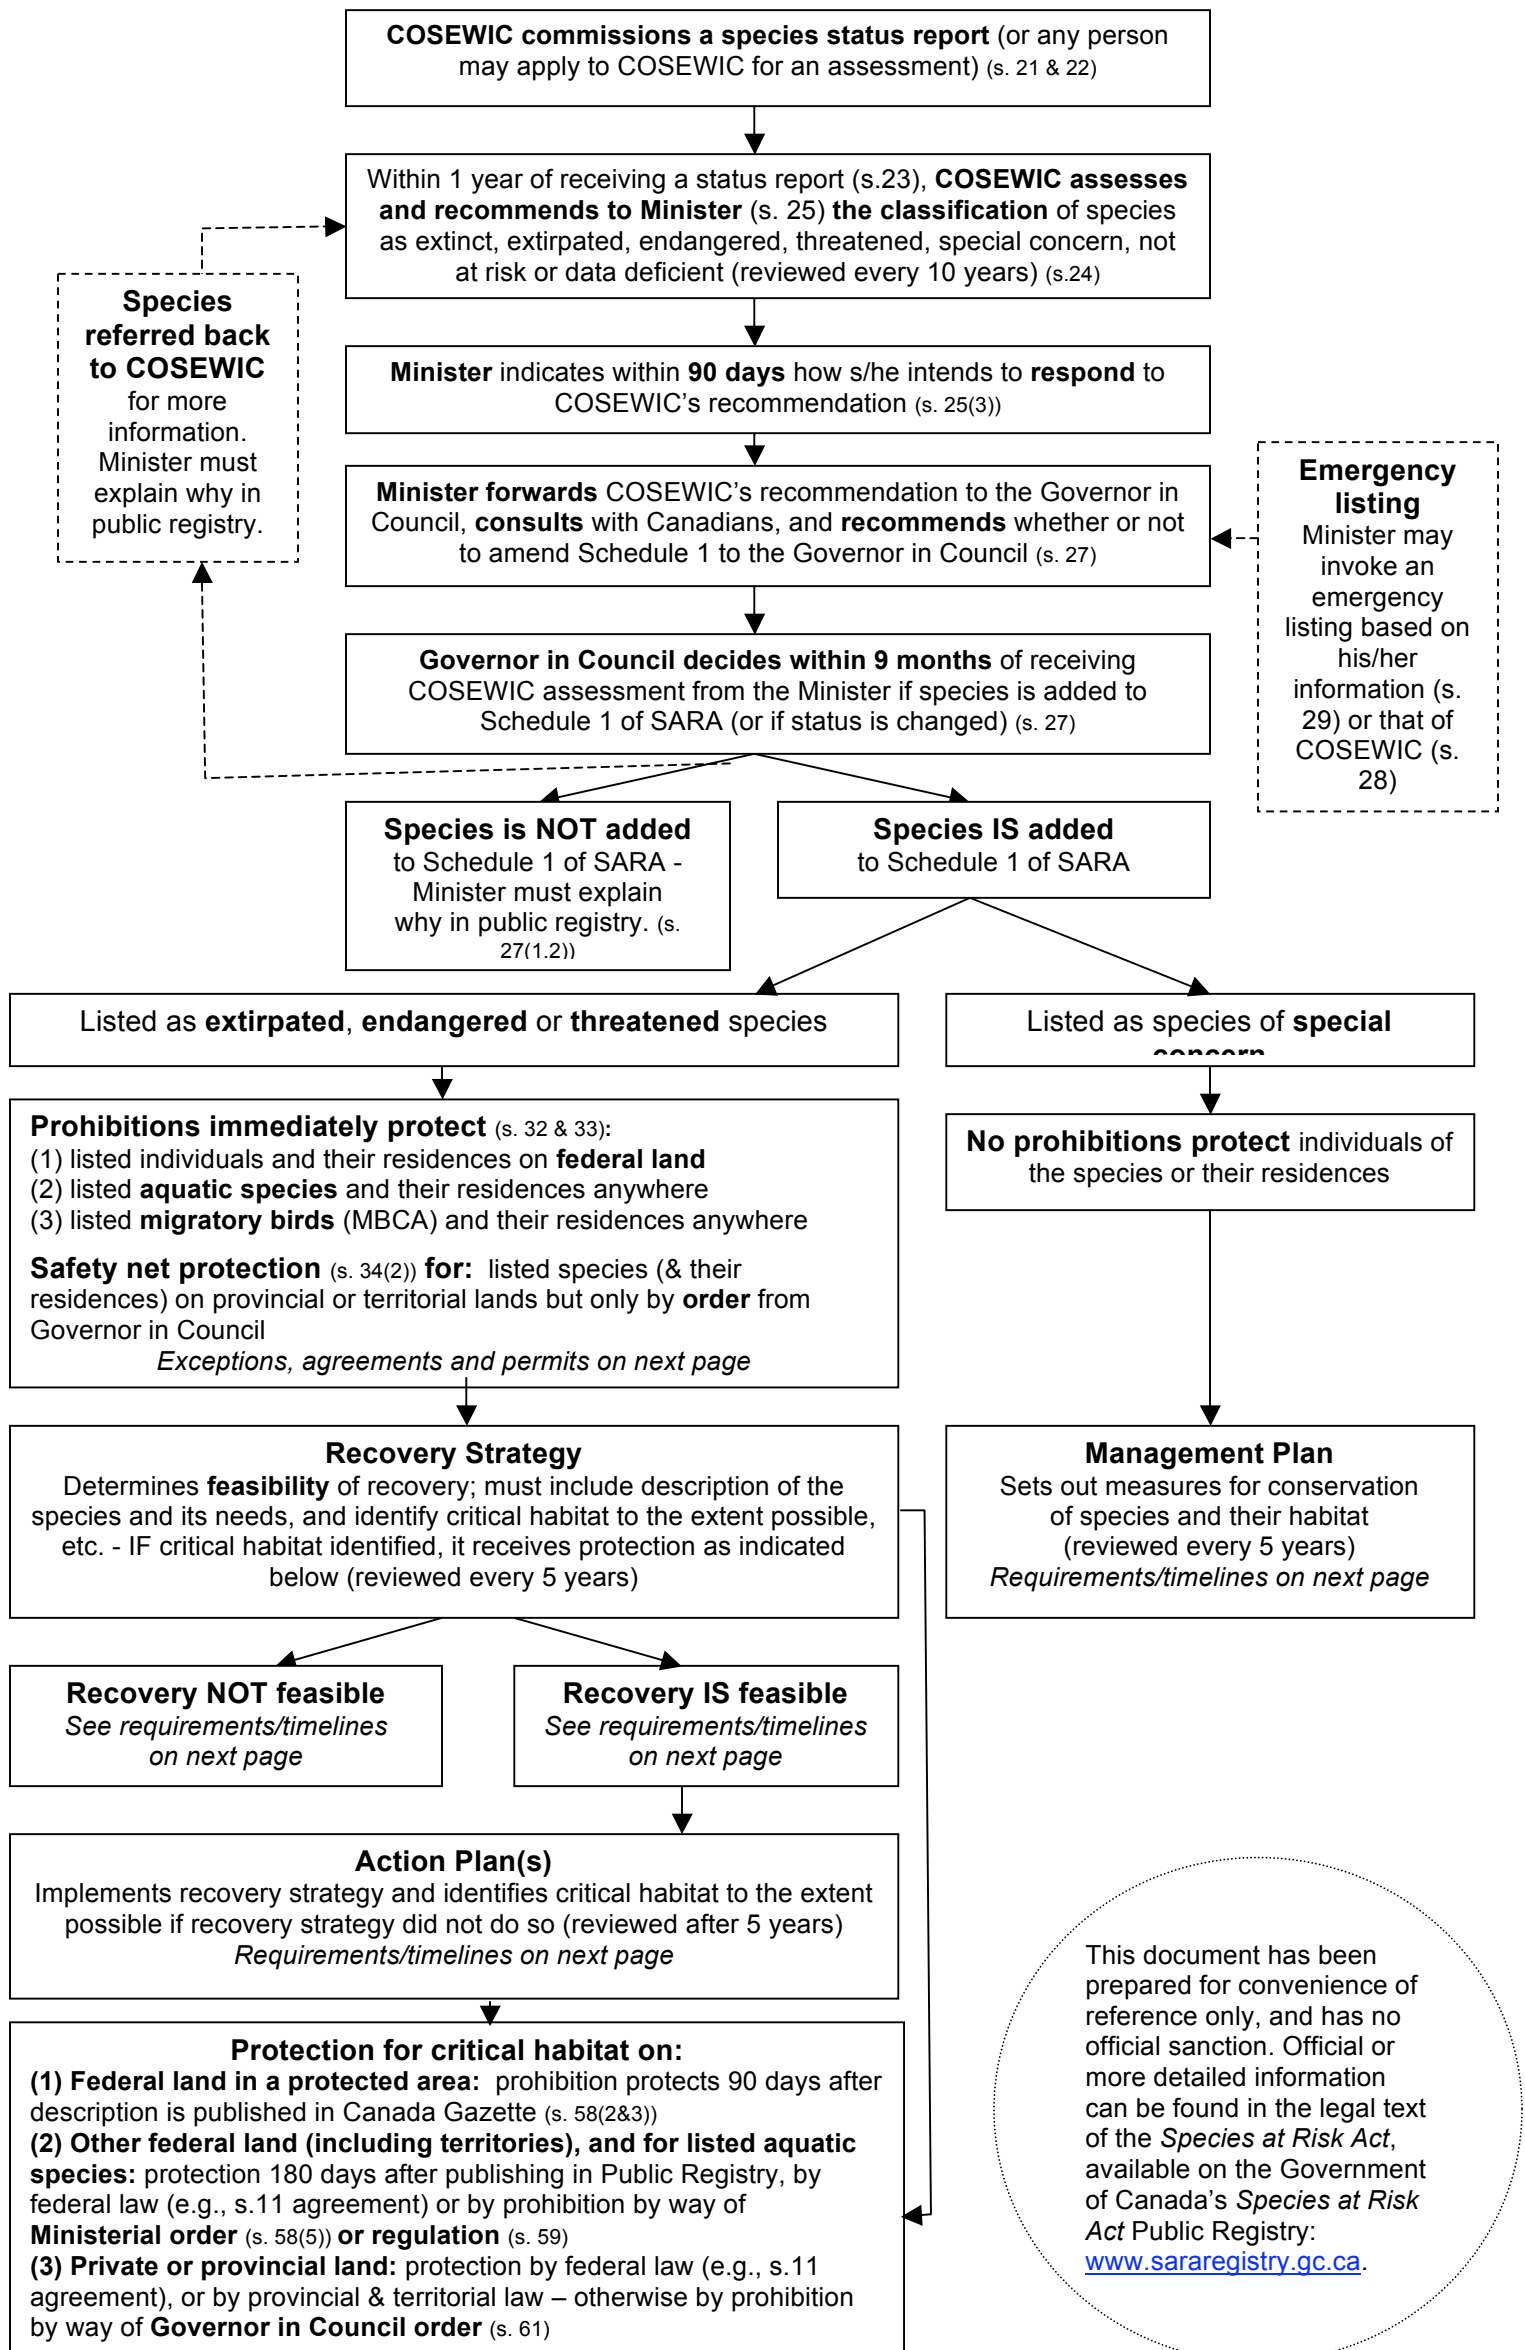 COSEWIC commissions a species status report (or any person
may apply to COSEWIC for an assessment) (s. 21 & 22)
Within 1 year of receiving a status report (s.23), COSEWIC assesses
and recommends to Minister (s. 25) the classification of species
as extinct, extirpated, endangered, threatened, special concern, not
at risk or data deficient (reviewed every 10 years) (s.24)
Species
referred back
to COSEWIC
for more
information.
Minister must
explain why in
public registry.
Minister indicates within 90 days how s/he intends to respond to
COSEWIC’s recommendation (s. 25(3))
Minister forwards COSEWIC’s recommendation to the Governor in
Council, consults with Canadians, and recommends whether or not
to amend Schedule 1 to the Governor in Council (s. 27)
Emergency
listing
Minister may
invoke an
emergency
listing based on
his/her
information (s.
29) or that of
COSEWIC (s.
28)
Governor in Council decides within 9 months of receiving
COSEWIC assessment from the Minister if species is added to
Schedule 1 of SARA (or if status is changed) (s. 27)
Species is NOT added
to Schedule 1 of SARA -
Minister must explain
why in public registry. (s.
27(1.2))
Species IS added
to Schedule 1 of SARA
Listed as extirpated, endangered or threatened species
Listed as species of special
concern
Prohibitions immediately protect (s. 32 & 33):
(1) listed individuals and their residences on federal land
(2) listed aquatic species and their residences anywhere
(3) listed migratory birds (MBCA) and their residences anywhere
Safety net protection (s. 34(2)) for: listed species (& their
residences) on provincial or territorial lands but only by order from
Governor in Council
Exceptions, agreements and permits on next page
No prohibitions protect individuals of
the species or their residences
Recovery Strategy
Determines feasibility of recovery; must include description of the
species and its needs, and identify critical habitat to the extent possible,
etc. - IF critical habitat identified, it receives protection as indicated
below (reviewed every 5 years)
Management Plan
Sets out measures for conservation
of species and their habitat
(reviewed every 5 years)
Requirements/timelines on next page
Recovery NOT feasible
See requirements/timelines
on next page
Recovery IS feasible
See requirements/timelines
on next page
Action Plan(s)
Implements recovery strategy and identifies critical habitat to the extent
possible if recovery strategy did not do so (reviewed after 5 years)
Requirements/timelines on next page
Protection for critical habitat on:
(1) Federal land in a protected area: prohibition protects 90 days after
description is published in Canada Gazette (s. 58(2&3))
(2) Other federal land (including territories), and for listed aquatic
species: protection 180 days after publishing in Public Registry, by
federal law (e.g., s.11 agreement) or by prohibition by way of
Ministerial order (s. 58(5)) or regulation (s. 59)
(3) Private or provincial land: protection by federal law (e.g., s.11
agreement), or by provincial & territorial law – otherwise by prohibition
by way of Governor in Council order (s. 61)
This document has been
prepared for convenience of
reference only, and has no
official sanction. Official or
more detailed information
can be found in the legal text
of the Species at Risk Act,
available on the Government
of Canada’s Species at Risk
Act Public Registry:
www.sararegistry.gc.ca.